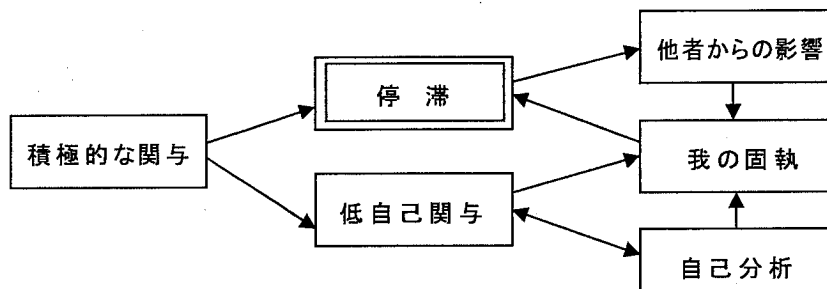 他者からの影響
停滞
積極的な関与
我の固執
低自己関与
自己分析